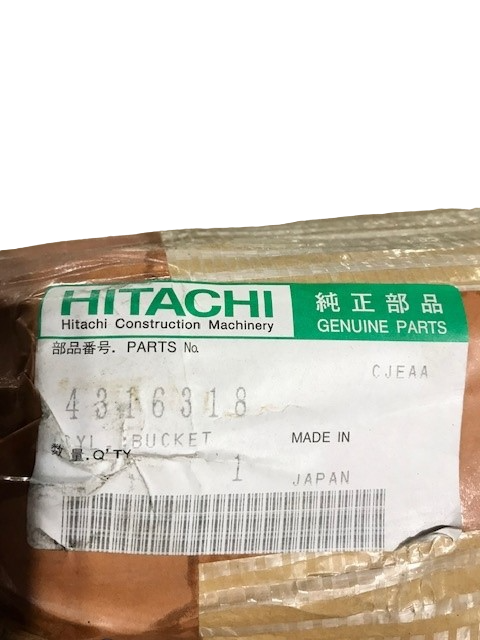 HITACHI
Hitachi Construction Machinery
純正部品
GENUINE PARTS
部品番号. PARTS No.
CJEAA
4316318
CYL.;BUCKET
MADE IN
数量.Q'TY
1
JAPAN